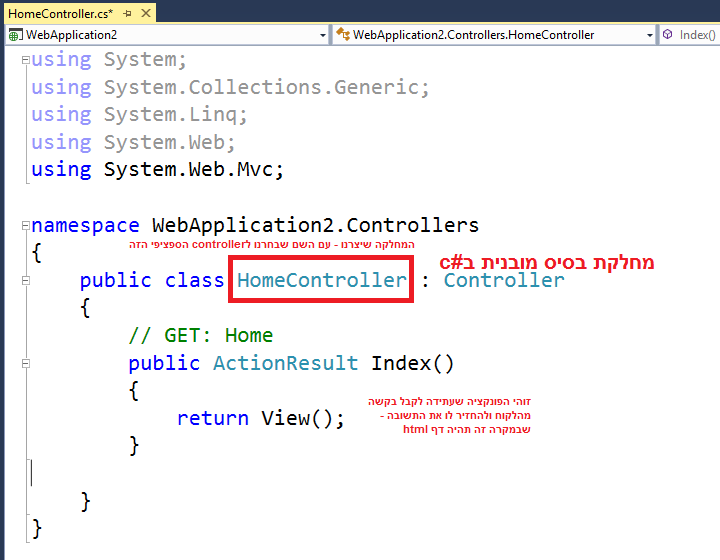 HomeController.cs*
WebApplication2 WebApplication2.Controllers.HomeController Index()
using System;
using System.Collections.Generic;
using System.Linq;
using System.Web;
using System.Web.Mvc;
namespace WebApplication2.Controllers
{
המחלקה שיצרנו - עם השם שבחרנו לcontroller הספציפי הזה
מחלקת בסיס מובנית בc#
public class HomeController : Controller
{
// GET: Home
public ActionResult Index()
{
זוהי הפונקציה שעתידה לקבל בקשה
מהלקוח ולהחזיר לו את התשובה -
שבמקרה זה תהיה דף html
return View();
}
}
}